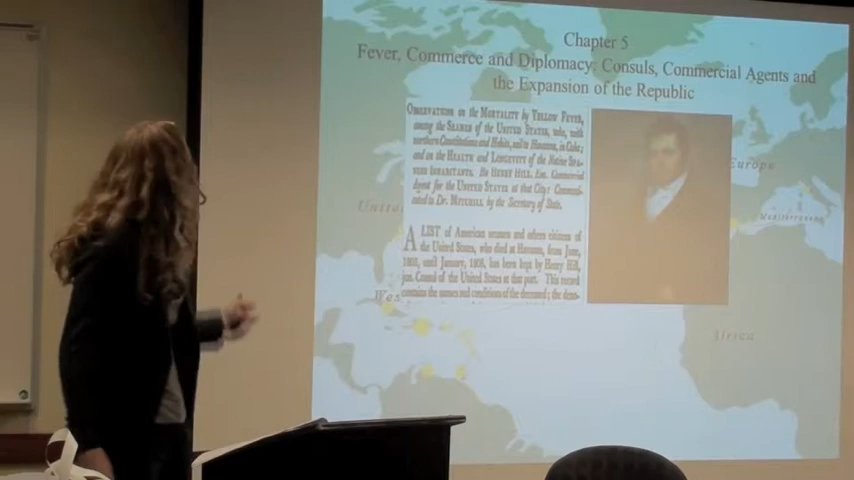 Chapter 5
Fever, Commerce and Diplomacy: Consuls, Commercial Agents and
the Expansion of the Republic
OBSERVATIONS on the MORTALITY by YELLOW FEVER,
among the SEAMEN of the UNITED STATES, who, with
northern Constitutions and Habits, sail to Havanna, in Cuba;
and on the HEALTH and LONGEVITY of the Native Spanish
INHABITANTS. By HENRY HILL, Esq. Commercial
Agent for the UNITED STATES at that City: Communi-
cated to Dr. MITCHILL, by the Secretary of State.
A LIST of American seamen and other citizens of
the United States, who died at Havanna, from
until January, 1806, has been kept by Henry Hill,
jun. Consul of the United States at that port. This record
contains the names and conditions of the deceased; the
Europe
Mediterranean
Africa